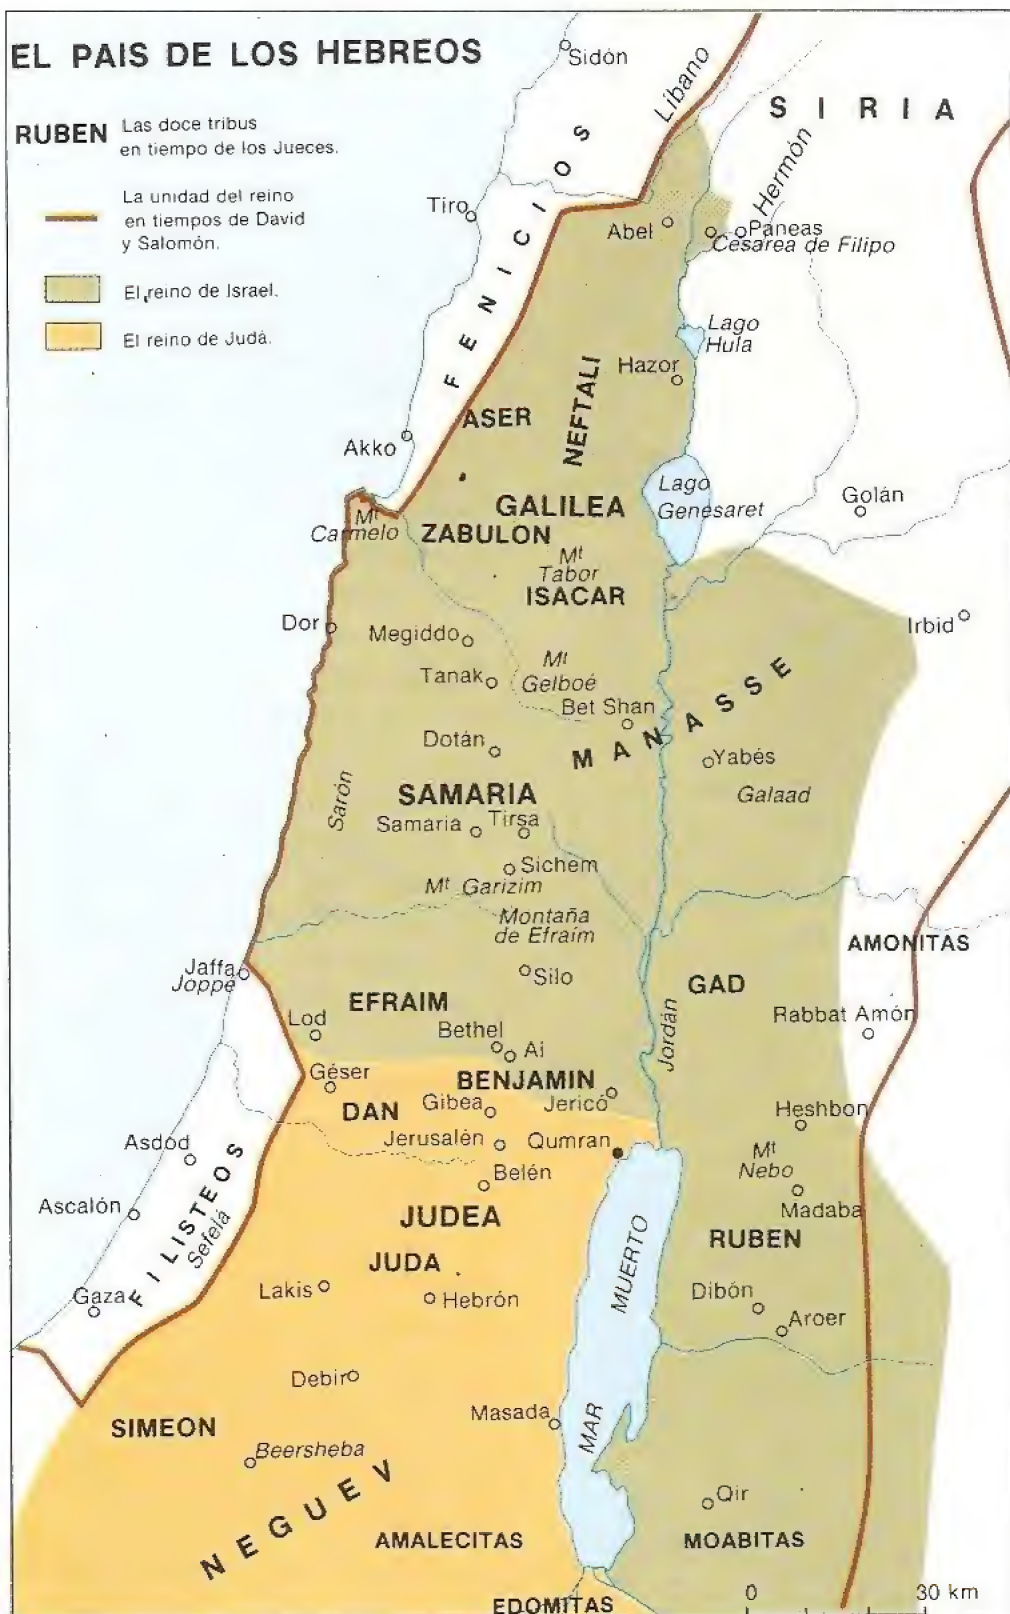 EL PAIS DE LOS HEBREOS
RUBEN
Las doce tribus
en tiempo de los Jueces.
La unidad del reino
en tiempos de David
y Salomón.
El reino de Israel.
El reino de Judá.
Sidón
Líbano
SIRIA
FENICIOS
Tiro
Hermón
Abel
Paneas
Cesarea de Filipo
Lago
Hula
Hazor
NEFTALI
ASER
Akko
Lago
Genesaret
Golán
GALILEA
Mt
Carmelo
ZABULON
Mt
Tabor
ISACAR
Dor
Megiddo
Irbid
Tanak
Mt
Gelboé
Bet Shan
MANASSE
Dotán
Yabés
Galaad
Sarón
SAMARIA
Samaria
Tirsa
Sichem
Mt Garizim
Montaña
de Efraím
AMONITAS
Jaffa
Joppé
Silo
GAD
EFRAIM
Jordán
Rabbat Amón
Lod
Bethel
Ai
Géser
BENJAMIN
DAN
Gibea
Jericó
Heshbon
Asdod
Jerusalén
Qumran
Mt
Nebo
Belén
Madaba
Ascalón
FILISTEOS
Sefelá
JUDEA
RUBEN
JUDA
MAR MUERTO
Gaza
Lakis
Hebrón
Dibón
Aroer
Debir
SIMEON
Masada
Beersheba
NEGUEV
Qir
AMALECITAS
MOABITAS
EDOMITAS
0 30 km